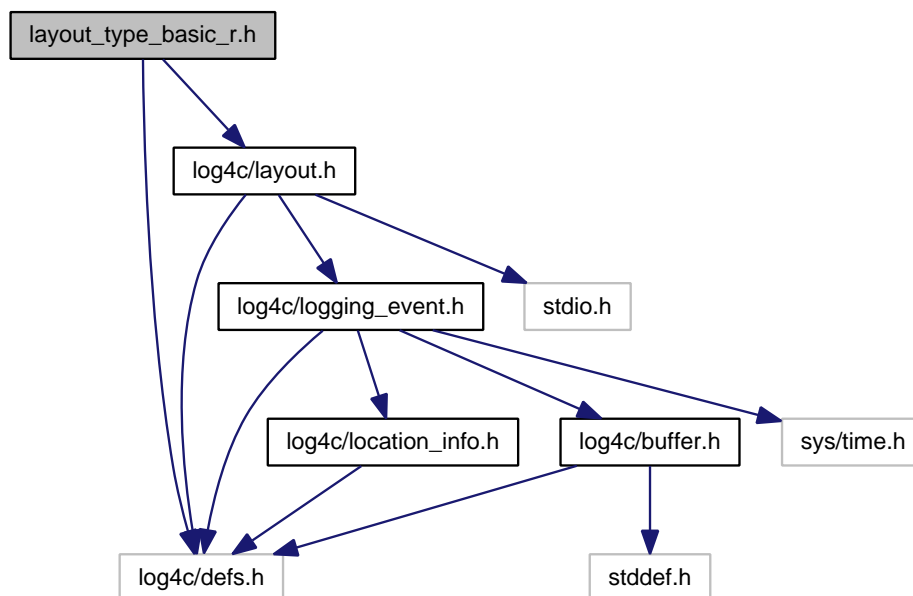 layout_type_basic_r.h
log4c/layout.h
log4c/logging_event.h
stdio.h
log4c/location_info.h
log4c/buffer.h
sys/time.h
log4c/defs.h
stddef.h